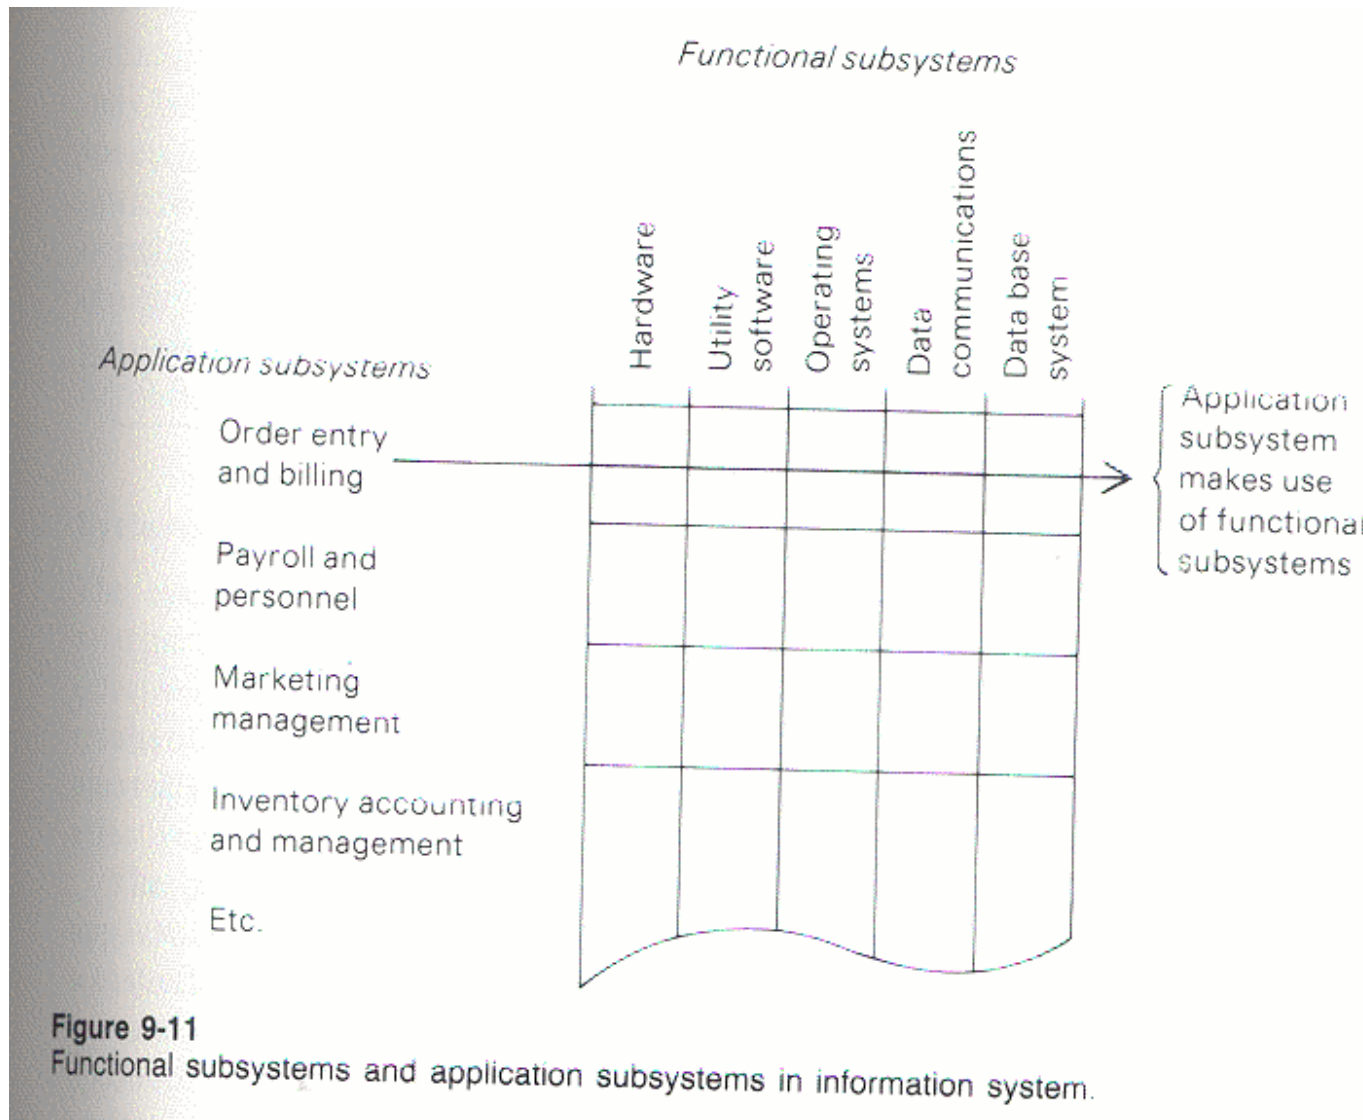 Functional subsystems
Hardware
Utility
software
Operating
systems
Data
communications
Data base
system
Application subsystems
Order entry
and billing
Payroll and
personnel
Marketing
management
Inventory accounting
and management
Etc.
Application
subsystem
makes use
of functional
subsystems
Figure 9-11
Functional subsystems and application subsystems in information system.